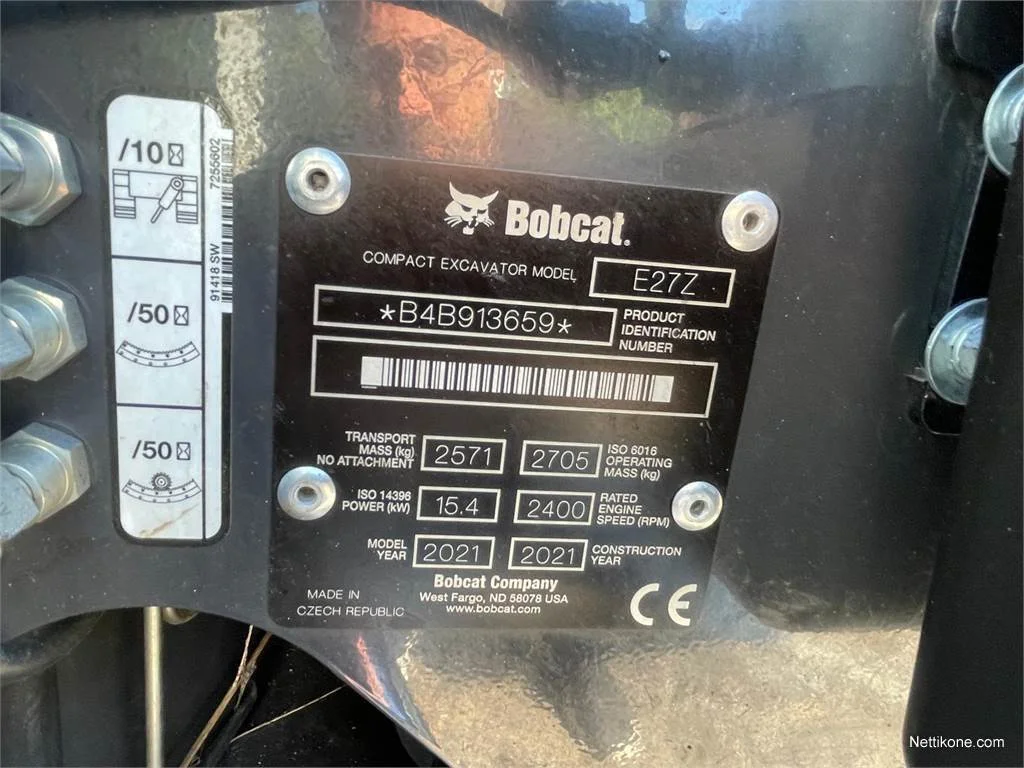 /10
/50
/50
7255602
91418 SW
Bobcat.
COMPACT EXCAVATOR MODEL E27Z
*B4B913659*
PRODUCT
IDENTIFICATION
NUMBER
TRANSPORT
MASS (kg)
NO ATTACHMENT
2571
2705
ISO 6016
OPERATING
MASS (kg)
ISO 14396
POWER (kW)
15.4
2400
RATED
ENGINE
SPEED (RPM)
MODEL
YEAR
2021
2021
CONSTRUCTION
YEAR
Bobcat Company
West Fargo, ND 58078 USA
www.bobcat.com
MADE IN
CZECH REPUBLIC
CE
Nettikone.com